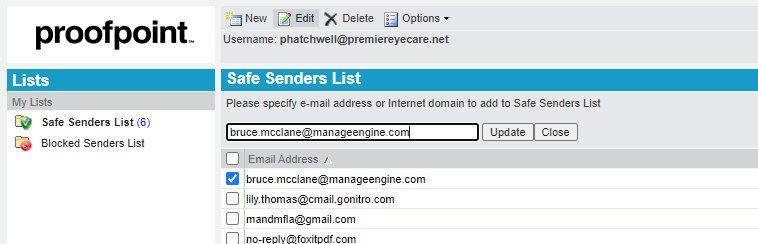 proofpoint™
New Edit Delete Options
Username: phatchwell@premiereyecare.net
Lists
My Lists
Safe Senders List (6)
Blocked Senders List
Safe Senders List
Please specify e-mail address or Internet domain to add to Safe Senders List
bruce.mcclane@manageengine.com Update Close
Email Address
bruce.mcclane@manageengine.com
lily.thomas@cmail.gonitro.com
mandmfla@gmail.com
no-reply@foxitpdf.com